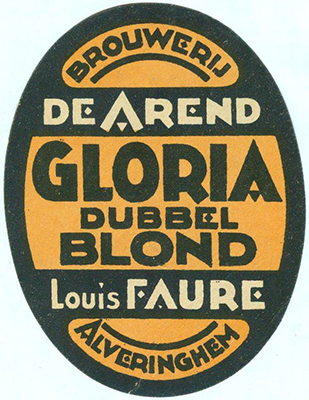 BROUWERIJ
DE AREND
GLORIA
DUBBEL
BLOND
Louis FAURE
ALVERINGHEM